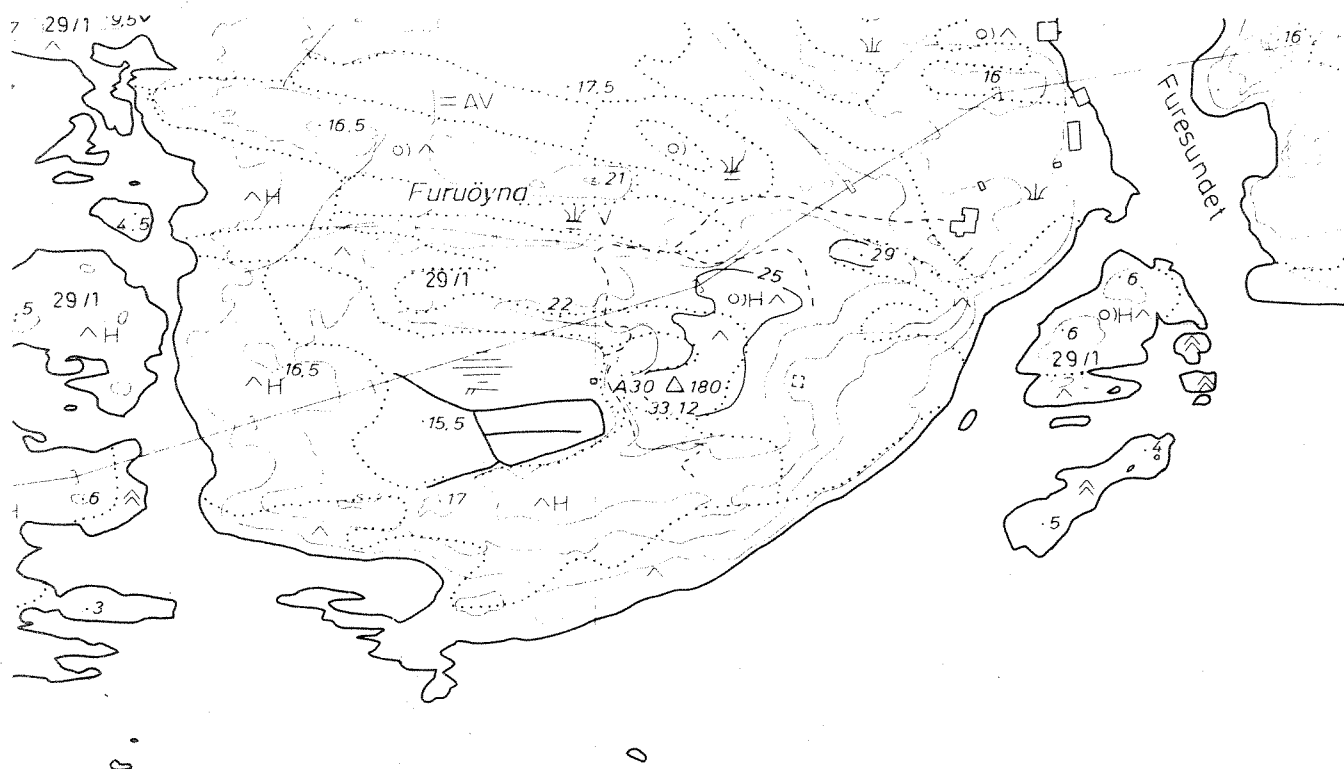 29/1
9,5
16
O)^
17.5
16
= AV
16,5
O)^
O)
Furesundet
21
^H
Furuöyna
V
4.5
29
25
6
29/1
29/1
.5
22
O)H^
^H
O)H^
6
29/1
16,5
^H
A30 △ 180
33,12
15,5
4
6
17
^H
5
3